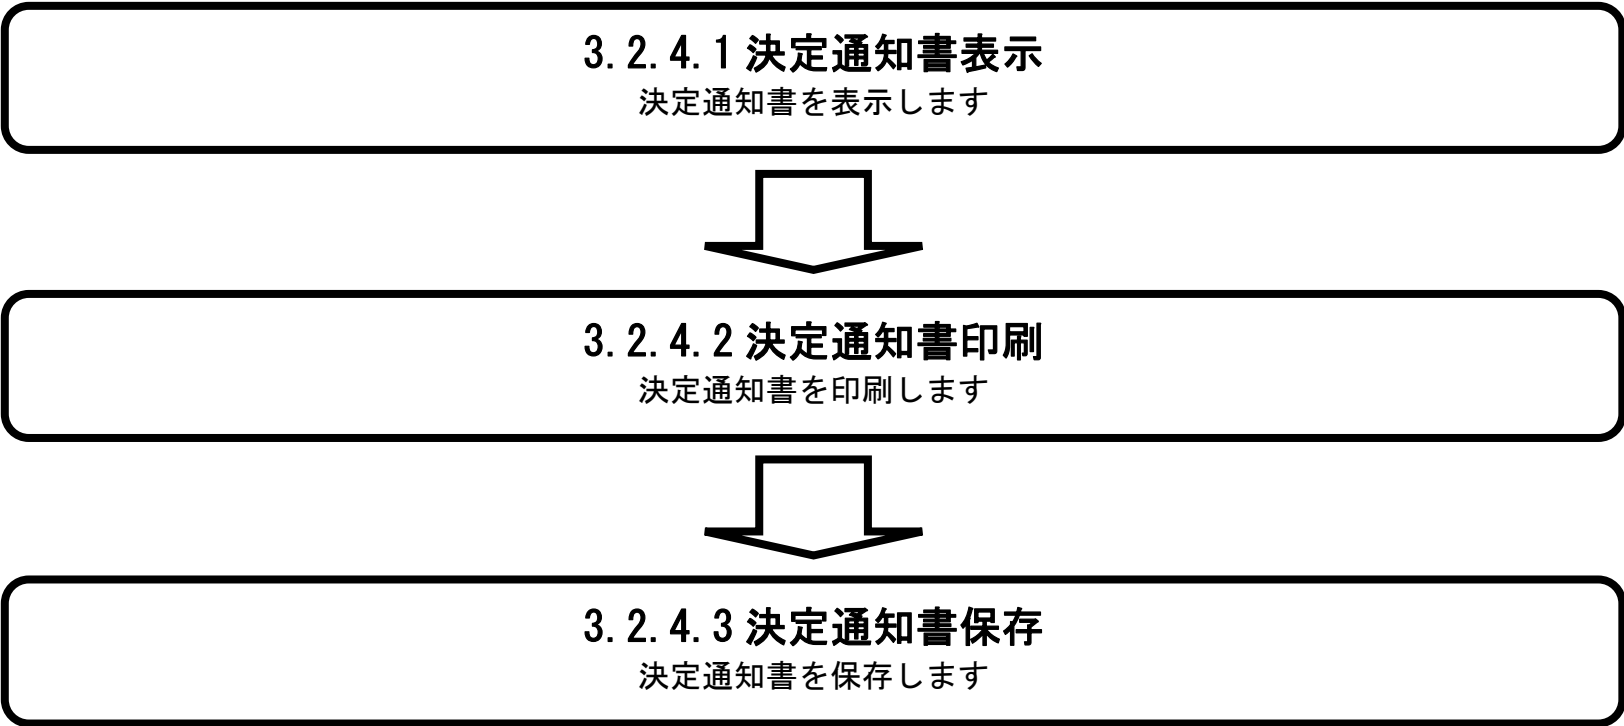 3.2.4.1 決定通知書表示
決定通知書を表示します
3.2.4.2 決定通知書印刷
決定通知書を印刷します
3.2.4.3 決定通知書保存
決定通知書を保存します